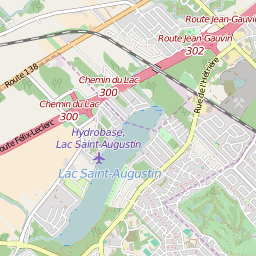 Route Jean-Gauvin
Route Jean-Gauvin
302
Route 138
Chemin du Lac
300
Chemin du Lac
300
Rue de l'Hêtrière
Route Félix-Leclerc
Hydrobase,
Lac Saint-Augustin
Lac Saint-Augustin